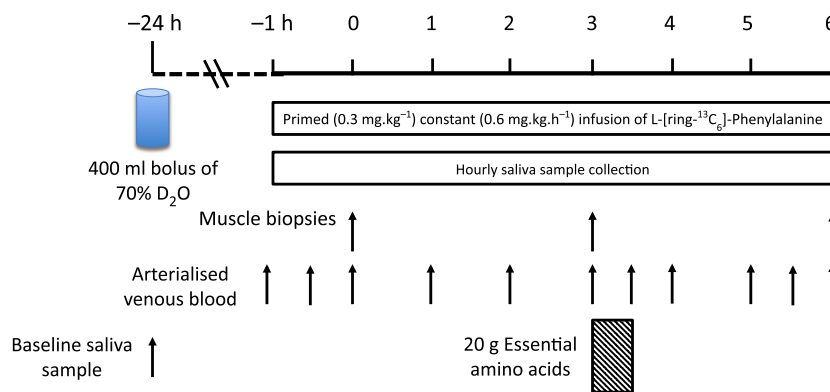 –24 h –1 h 0 1 2 3 4 5 6
Primed (0.3 mg.kg⁻¹) constant (0.6 mg.kg.h⁻¹) infusion of L-[ring-¹³C₆]-Phenylalanine
Hourly saliva sample collection
400 ml bolus of
70% D₂O
Muscle biopsies
Arterialised
venous blood
Baseline saliva
sample
20 g Essential
amino acids